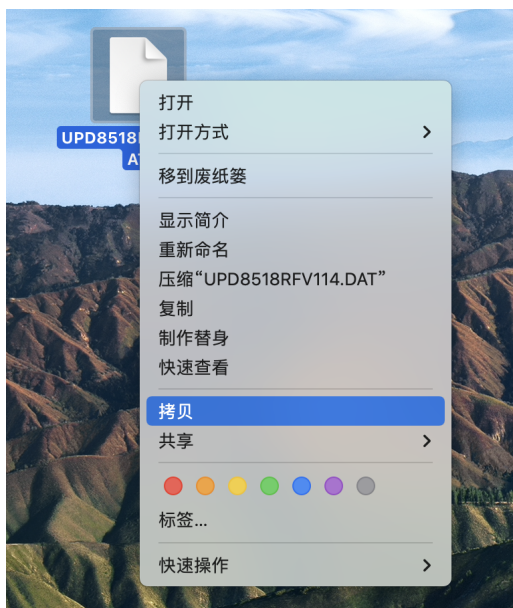 UPD8518
A
打开
打开方式
移到废纸篓
显示简介
重新命名
压缩“UPD8518RFV114.DAT”
复制
制作替身
快速查看
拷贝
共享
标签...
快速操作